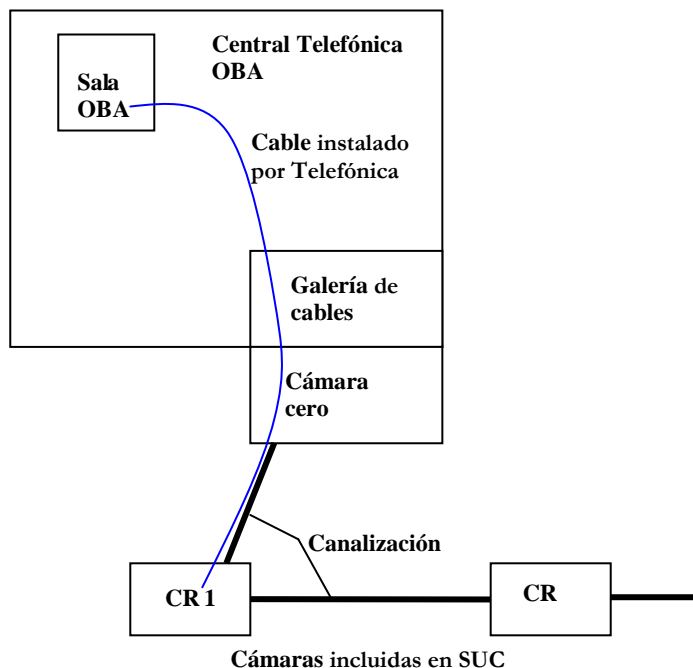 Central Telefónica
OBA
Sala
OBA
Cable instalado
por Telefónica
Galería de
cables
Cámara
cero
Canalización
CR 1
CR
Cámaras incluidas en SUC